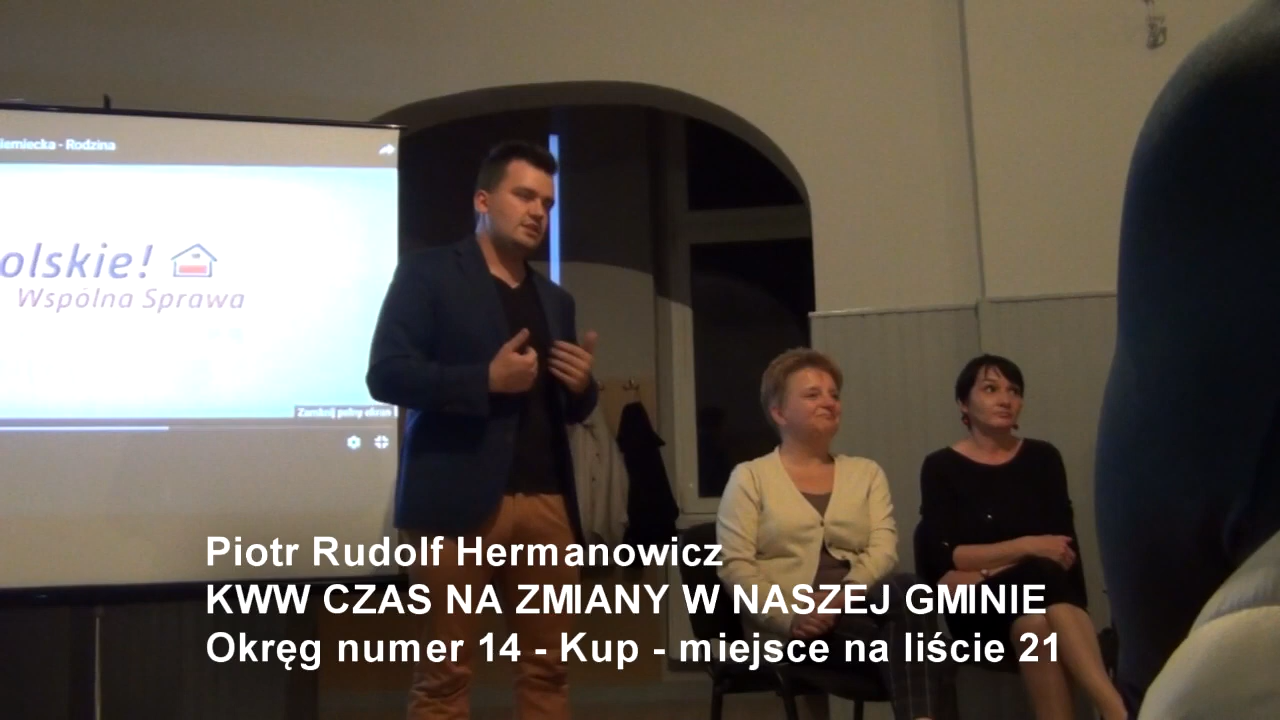 iemiecka - Rodzina
olskie!
Wspólna Sprawa
Zamknij pełny ekran
Piotr Rudolf Hermanowicz
KWW CZAS NA ZMIANY W NASZEJ GMINIE
Okręg numer 14 - Kup - miejsce na liście 21